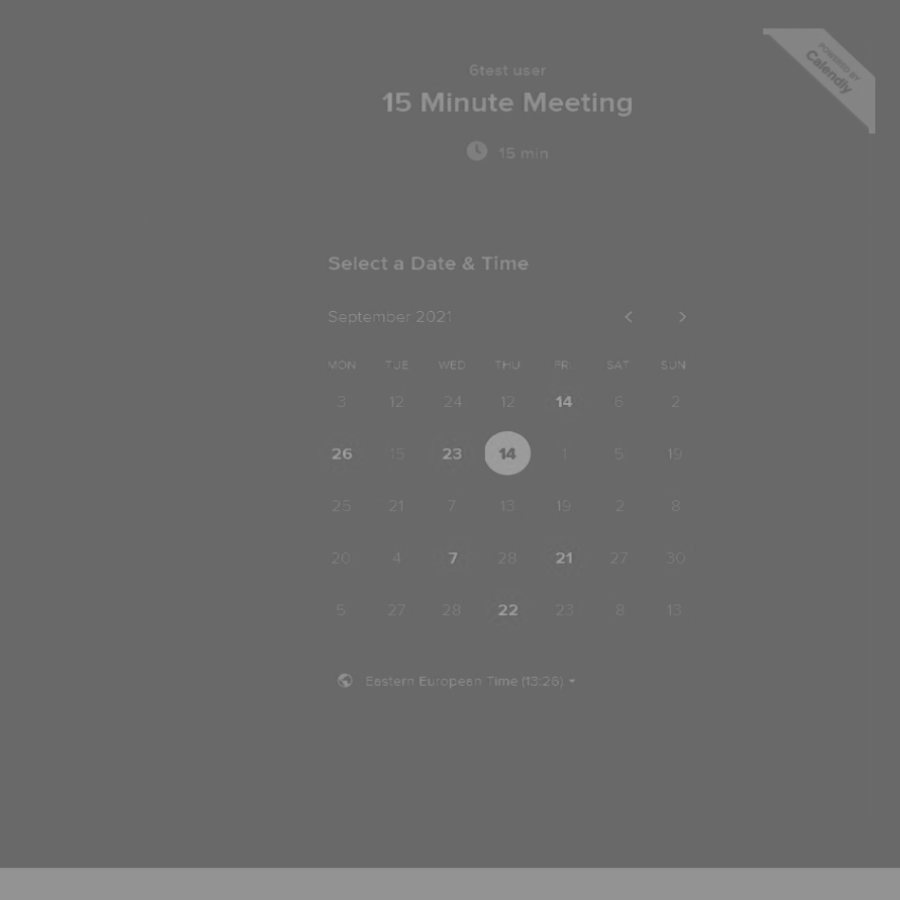 POWERED BY
Calendly
6test user
15 Minute Meeting
15 min
Select a Date & Time
September 2021
MON TUE WED THU FRI SAT SUN
3 12 24 12 14 6 2
26 15 23 14 1 5 19
25 21 7 13 19 2 8
20 4 7 28 21 27 30
5 27 28 22 23 8 13
Eastern European Time (13:26)